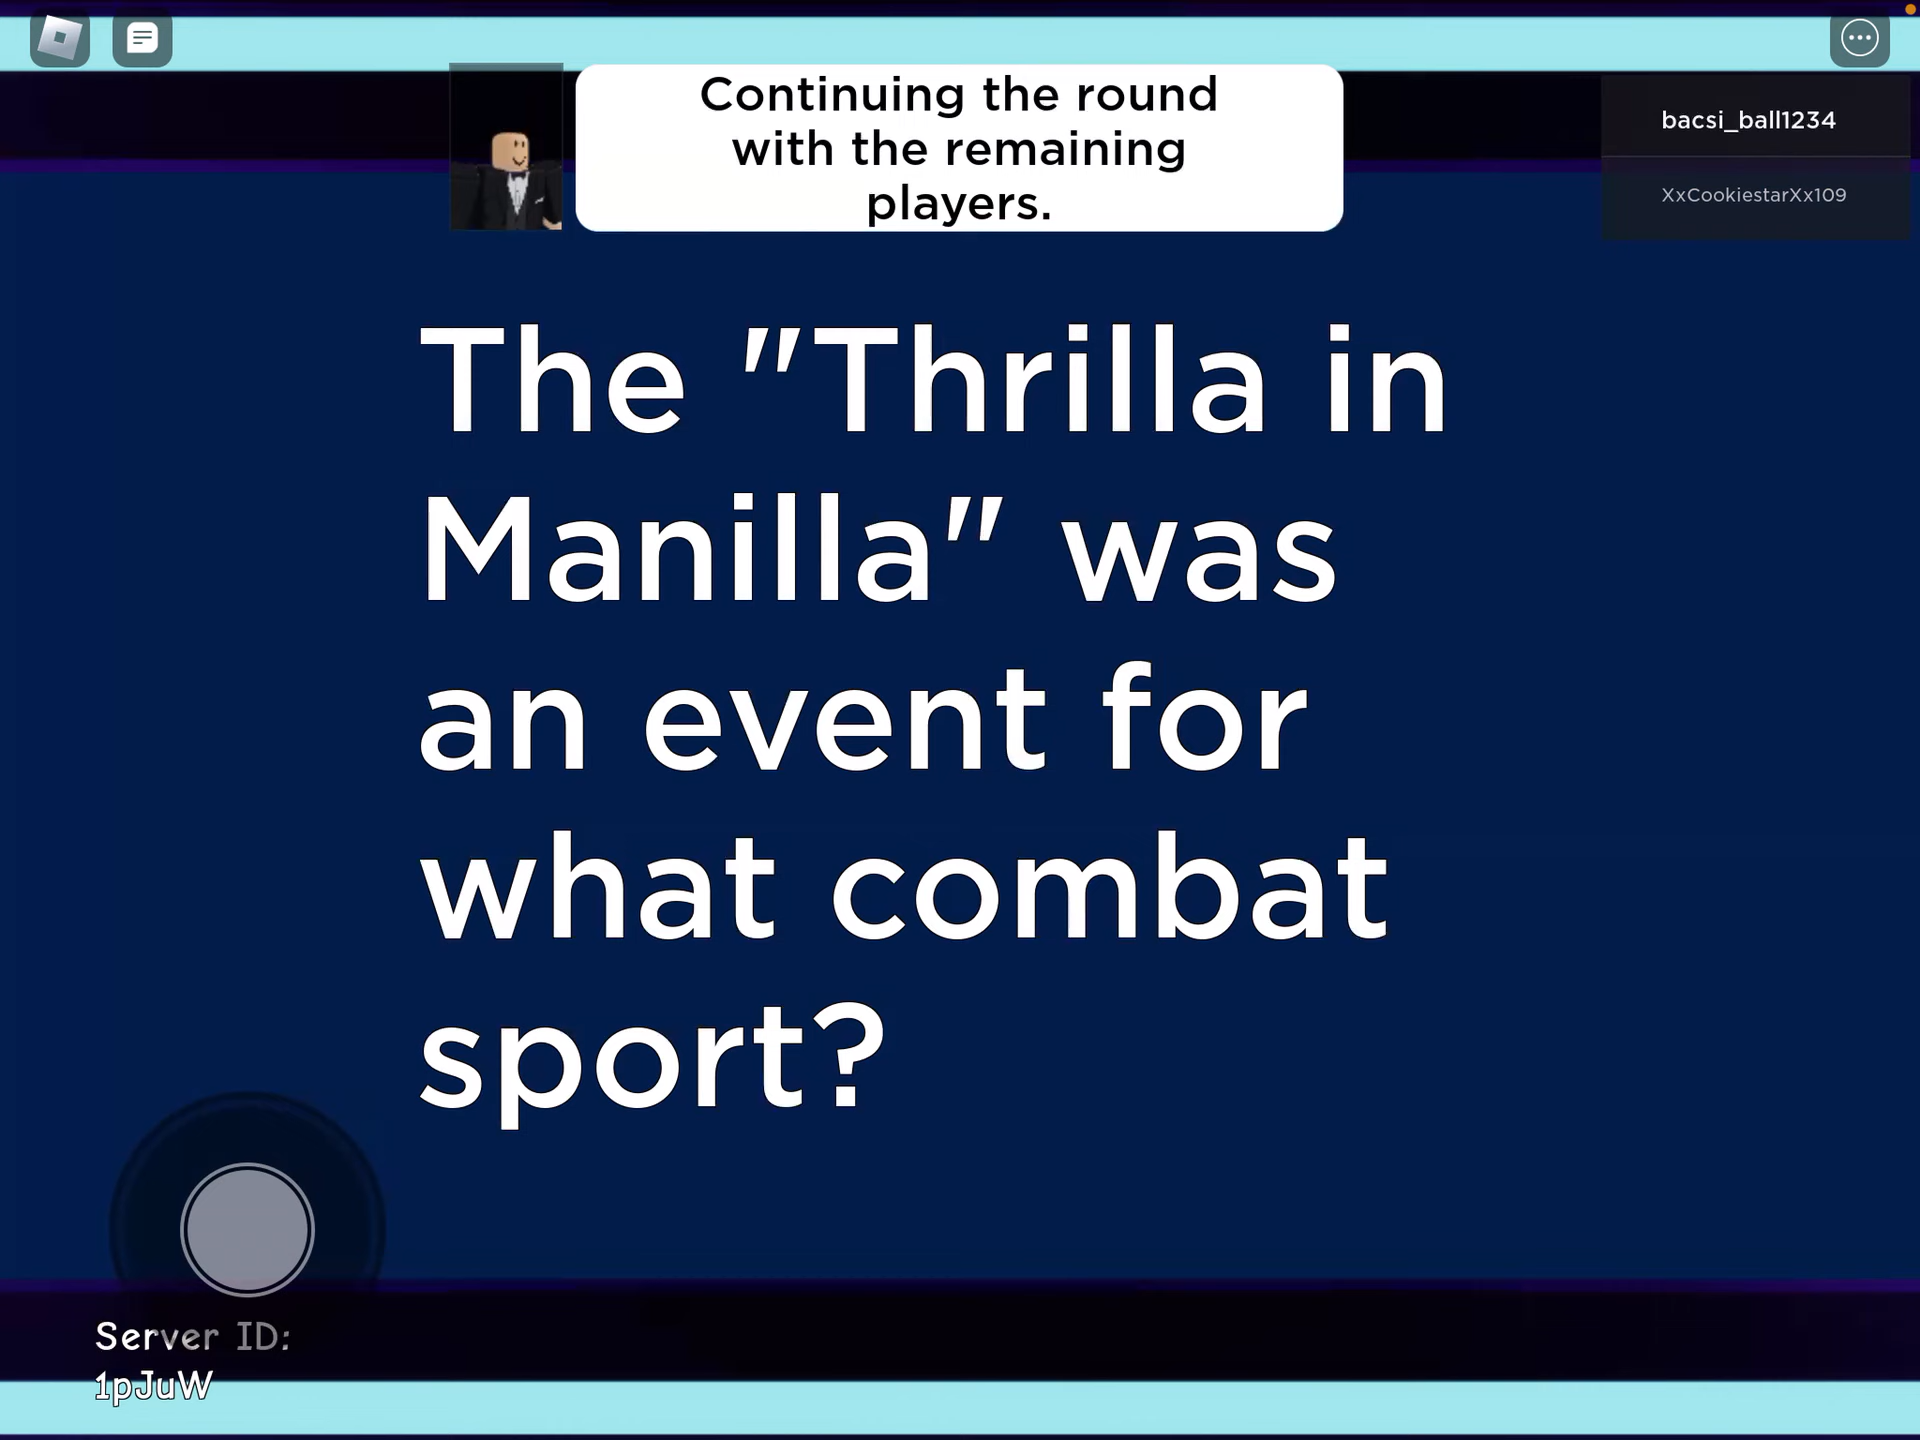 Continuing the round
with the remaining
players.
bacsi_ball1234
XxCookiestarXx109
The "Thrilla in
Manilla" was
an event for
what combat
sport?
Server ID:
1pJuW